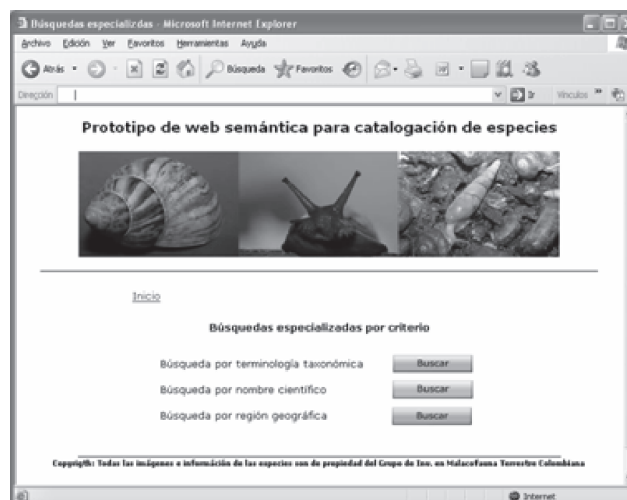 Búsquedas especializdas - Microsoft Internet Explorer
Archivo Edición Ver Favoritos Herramientas Ayuda
Atrás Búsqueda Favoritos
Dirección Ir Vínculos »
Prototipo de web semántica para catalogación de especies
Inicio
Búsquedas especializadas por criterio
Búsqueda por terminología taxonómica Buscar
Búsqueda por nombre científico Buscar
Búsqueda por región geográfica Buscar
Copyrigth: Todas las imágenes e información de las especies son de propiedad del Grupo de Inv. en Malacofauna Terrestre Colombiana
Internet